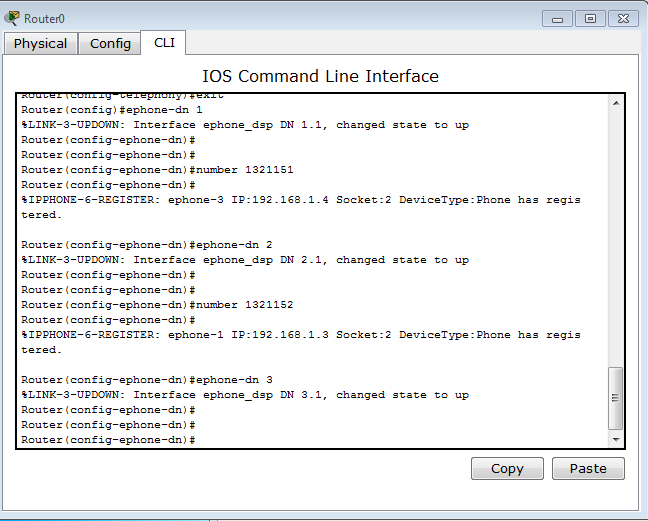 Router0
Physical Config CLI
IOS Command Line Interface
Router(config-telephony)#exit
Router(config)#ephone-dn 1
%LINK-3-UPDOWN: Interface ephone_dsp DN 1.1, changed state to up
Router(config-ephone-dn)#
Router(config-ephone-dn)#
Router(config-ephone-dn)#number 1321151
Router(config-ephone-dn)#
%IPPHONE-6-REGISTER: ephone-3 IP:192.168.1.4 Socket:2 DeviceType:Phone has regis
tered.
Router(config-ephone-dn)#ephone-dn 2
%LINK-3-UPDOWN: Interface ephone_dsp DN 2.1, changed state to up
Router(config-ephone-dn)#
Router(config-ephone-dn)#
Router(config-ephone-dn)#number 1321152
Router(config-ephone-dn)#
%IPPHONE-6-REGISTER: ephone-1 IP:192.168.1.3 Socket:2 DeviceType:Phone has regis
tered.
Router(config-ephone-dn)#ephone-dn 3
%LINK-3-UPDOWN: Interface ephone_dsp DN 3.1, changed state to up
Router(config-ephone-dn)#
Router(config-ephone-dn)#
Router(config-ephone-dn)#
Copy Paste